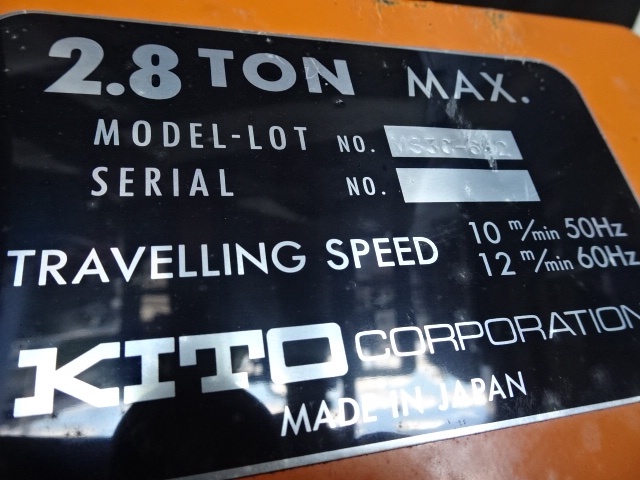 2.8 TON MAX.
MODEL-LOT NO.
SERIAL NO.
TRAVELLING SPEED 10 m/min 50Hz
12 m/min 60Hz
KITO CORPORATION
MADE IN JAPAN